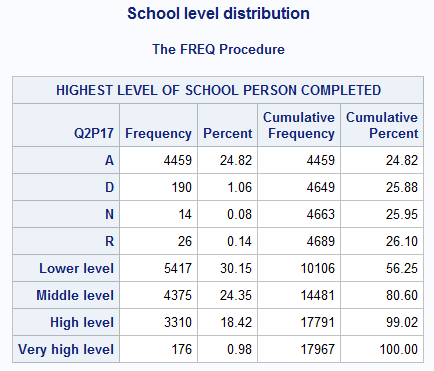 School level distribution
The FREQ Procedure
HIGHEST LEVEL OF SCHOOL PERSON COMPLETED
Q2P17 Frequency Percent Cumulative Frequency Cumulative Percent
A 4459 24.82 4459 24.82
D 190 1.06 4649 25.88
N 14 0.08 4663 25.95
R 26 0.14 4689 26.10
Lower level 5417 30.15 10106 56.25
Middle level 4375 24.35 14481 80.60
High level 3310 18.42 17791 99.02
Very high level 176 0.98 17967 100.00